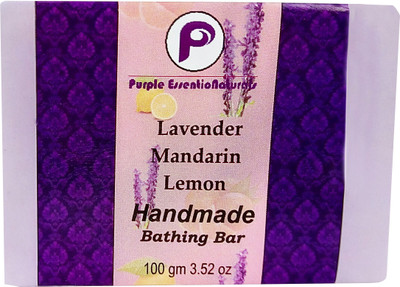 Purple EssentioNaturals
Lavender
Mandarin
Lemon
Handmade
Bathing Bar
100 gm 3.52 oz